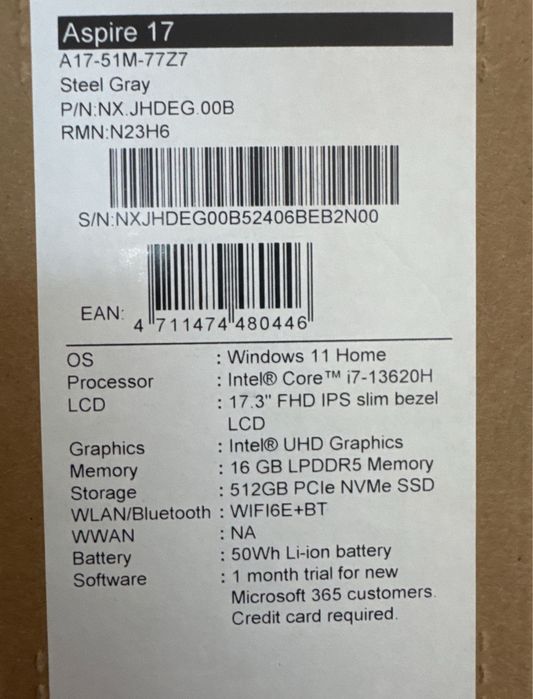 Aspire 17
A17-51M-77Z7
Steel Gray
P/N:NX.JHDEG.00B
RMN:N23H6
S/N:NXJHDEG00B52406BEB2N00
EAN: 4 711474 480446
OS : Windows 11 Home
Processor : Intel® Core™ i7-13620H
LCD : 17.3" FHD IPS slim bezel
LCD
Graphics : Intel® UHD Graphics
Memory : 16 GB LPDDR5 Memory
Storage : 512GB PCIe NVMe SSD
WLAN/Bluetooth : WIFI6E+BT
WWAN : NA
Battery : 50Wh Li-ion battery
Software : 1 month trial for new
Microsoft 365 customers.
Credit card required.